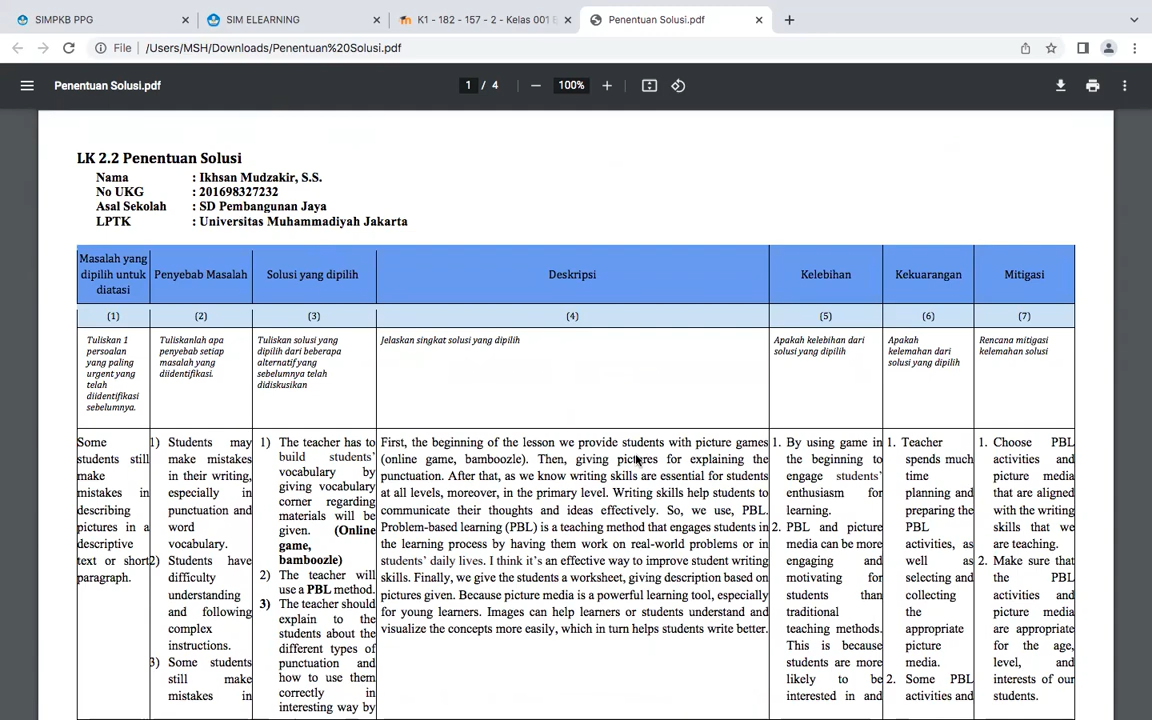 SIMPKB PPG
SIM ELEARNING
K1 - 182 - 157 - 2 - Kelas 001 E
Penentuan Solusi.pdf
File
/Users/MSH/Downloads/Penentuan%20Solusi.pdf
Penentuan Solusi.pdf
1 / 4
100%
LK 2.2 Penentuan Solusi
Nama : Ikhsan Mudzakir, S.S.
No UKG : 201698327232
Asal Sekolah : SD Pembangunan Jaya
LPTK : Universitas Muhammadiyah Jakarta
Masalah yang
dipilih untuk
diatasi
Penyebab Masalah
Solusi yang dipilih
Deskripsi
Kelebihan
Kekuarangan
Mitigasi
(1)
(2)
(3)
(4)
(5)
(6)
(7)
Tuliskan 1
persoalan
yang paling
urgent yang
telah
diidentifikasi
sebelumnya.
Tuliskanlah apa
penyebab setiap
masalah yang
diidentifikasi.
Tuliskan solusi yang
dipilih dari beberapa
alternatif yang
sebelumnya telah
didiskusikan
Jelaskan singkat solusi yang dipilih
Apakah kelebihan dari
solusi yang dipilih
Apakah
kelemahan dari
solusi yang dipilih
Rencana mitigasi
kelemahan solusi
Some
students still
make
mistakes in
describing
pictures in a
descriptive
text or short
paragraph.
1) Students may
make mistakes
in their writing,
especially in
punctuation and
word
vocabulary.
2) Students have
difficulty
understanding
and following
complex
instructions.
3) Some students
still make
mistakes in
1) The teacher has to
build students'
vocabulary by
giving vocabulary
corner regarding
materials will be
given. (Online
game,
bamboozle)
2) The teacher will
use a PBL method.
3) The teacher should
explain to the
students about the
different types of
punctuation and
how to use them
correctly in
interesting way by
First, the beginning of the lesson we provide students with picture games
(online game, bamboozle). Then, giving pictures for explaining the
punctuation. After that, as we know writing skills are essential for students
at all levels, moreover, in the primary level. Writing skills help students to
communicate their thoughts and ideas effectively. So, we use, PBL.
Problem-based learning (PBL) is a teaching method that engages students in
the learning process by having them work on real-world problems or in
students' daily lives. I think it's an effective way to improve student writing
skills. Finally, we give the students a worksheet, giving description based on
pictures given. Because picture media is a powerful learning tool, especially
for young learners. Images can help learners or students understand and
visualize the concepts more easily, which in turn helps students write better.
1. By using game in
the beginning to
engage students'
enthusiasm for
learning.
2. PBL and picture
media can be more
engaging and
motivating for
students than
traditional
teaching methods.
This is because
students are more
likely to be
interested in and
1. Teacher
spends much
time
planning and
preparing the
PBL
activities, as
well as
selecting and
collecting
the
appropriate
picture
media.
2. Some PBL
activities and
1. Choose PBL
activities and
picture media
that are aligned
with the writing
skills that we
are teaching.
2. Make sure that
the PBL
activities and
picture media
are appropriate
for the age,
level, and
interests of our
students.